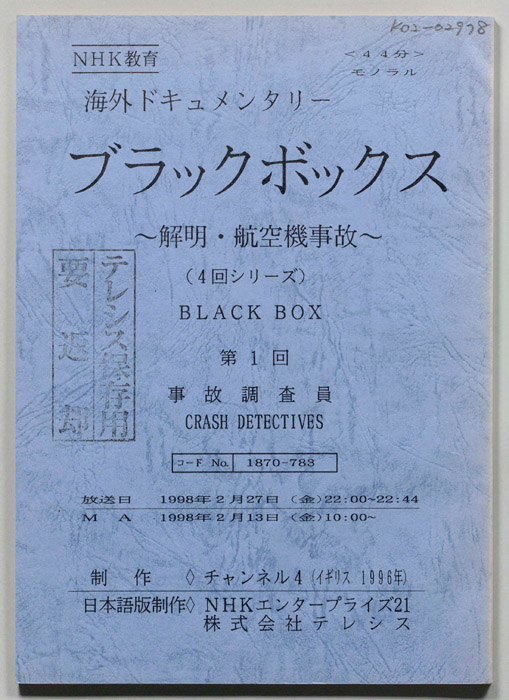 K02-02978
NHK教育
<44分>
モノラル
海外ドキュメンタリー
ブラックボックス
～解明・航空機事故～
(4回シリーズ)
BLACK BOX
第1回
事故調査員
CRASH DETECTIVES
テレシス保存用
要返却
コード No. 1870-783
放送日 1998年2月27日(金)22:00~22:44
MA 1998年2月13日(金)10:00~
制作◇チャンネル4(イギリス 1996年)
日本語版制作◇NHKエンタープライズ21
株式会社テレシス